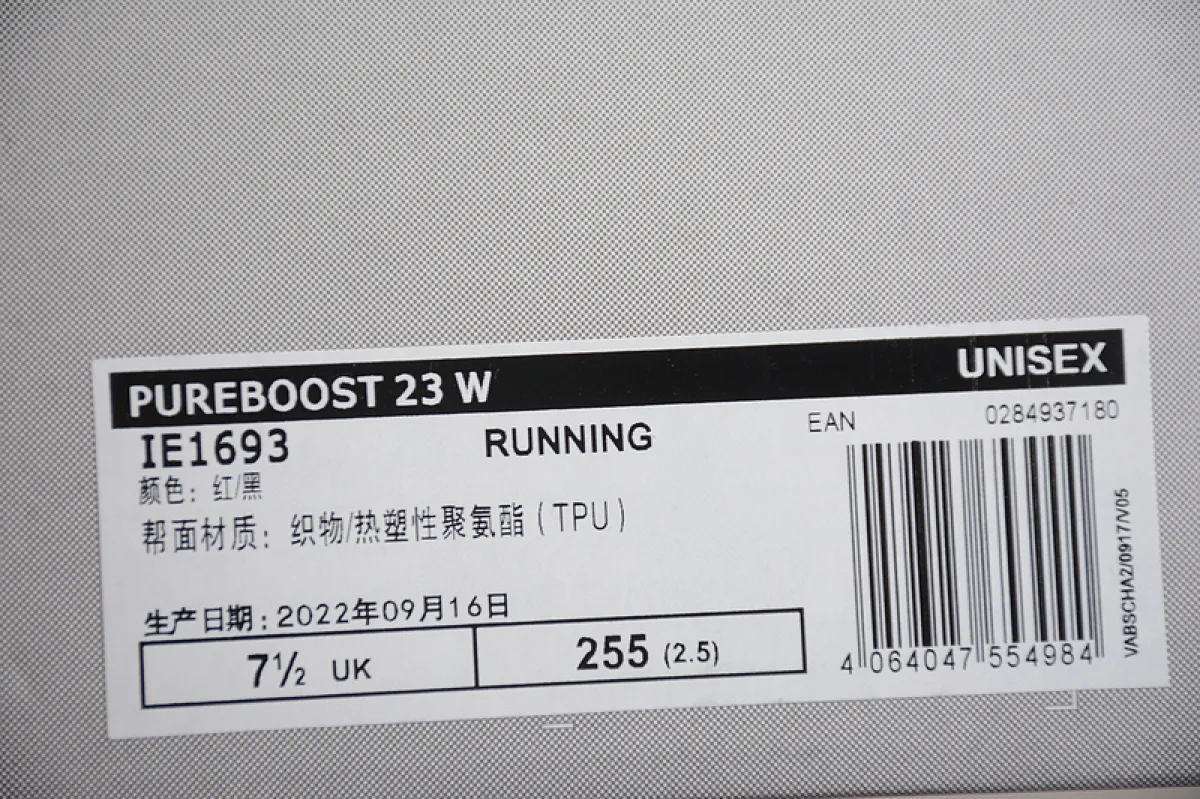 PUREBOOST 23 W UNISEX
IE1693 RUNNING EAN 0284937180
颜色: 红/黑
帮面材质: 织物/热塑性聚氨酯(TPU)
生产日期:2022年09月16日
7½ UK 255 (2.5)
4 064047 554984
VABSCHA2/0917/V05